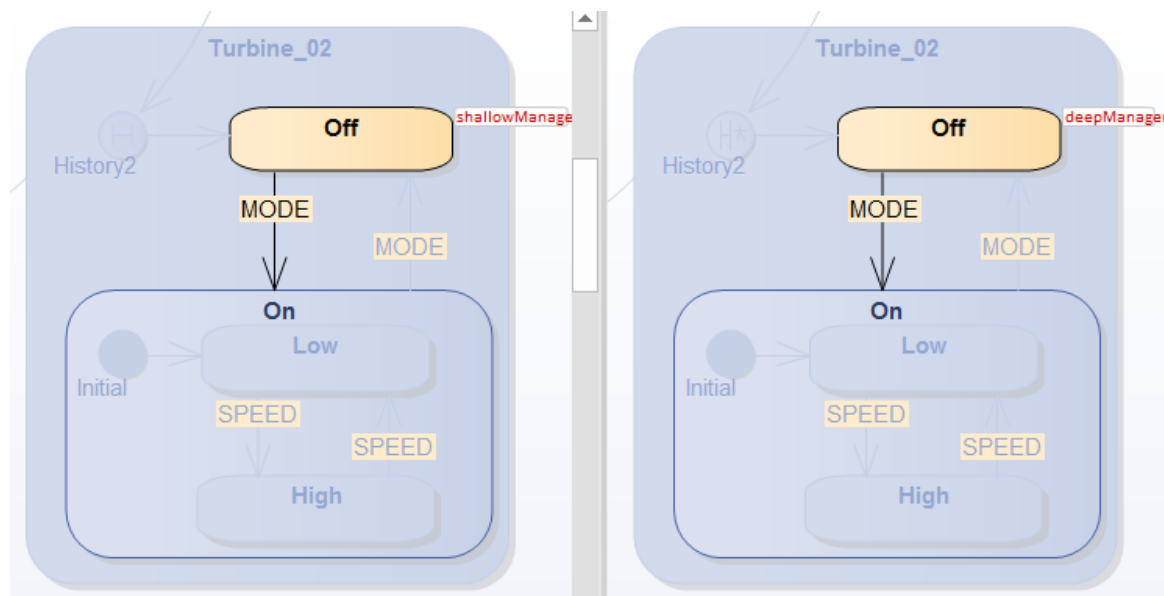 Turbine_02
Off
shallowManage
H
History2
MODE
MODE
On
Low
Initial
SPEED
SPEED
High
Turbine_02
Off
deepManager
H*
History2
MODE
MODE
On
Low
Initial
SPEED
SPEED
High